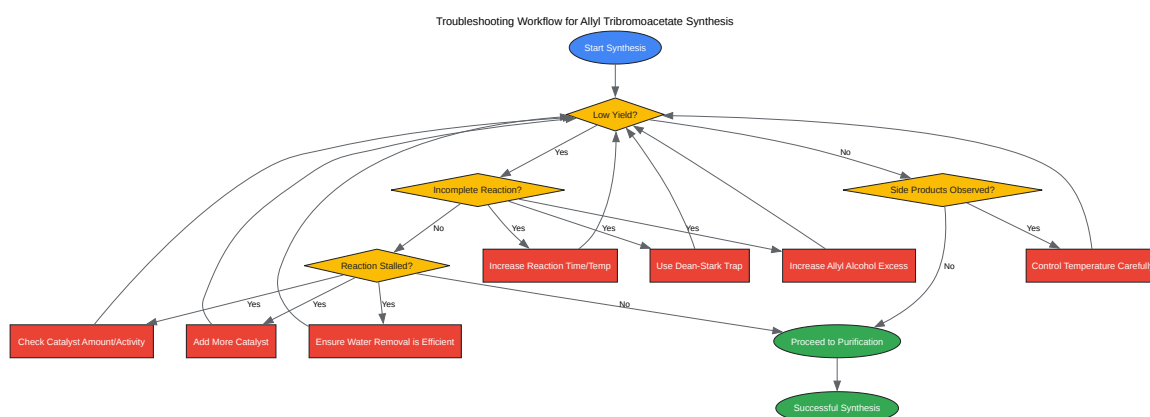 Troubleshooting Workflow for Allyl Tribromoacetate Synthesis
Start Synthesis
Low Yield?
Yes
No
Incomplete Reaction?
Side Products Observed?
No
Yes
Yes
Yes
Yes
Reaction Stalled?
Increase Reaction Time/Temp
Use Dean-Stark Trap
Increase Allyl Alcohol Excess
No
Control Temperature Carefully
Yes
Yes
Yes
No
Check Catalyst Amount/Activity
Add More Catalyst
Ensure Water Removal is Efficient
Proceed to Purification
Successful Synthesis